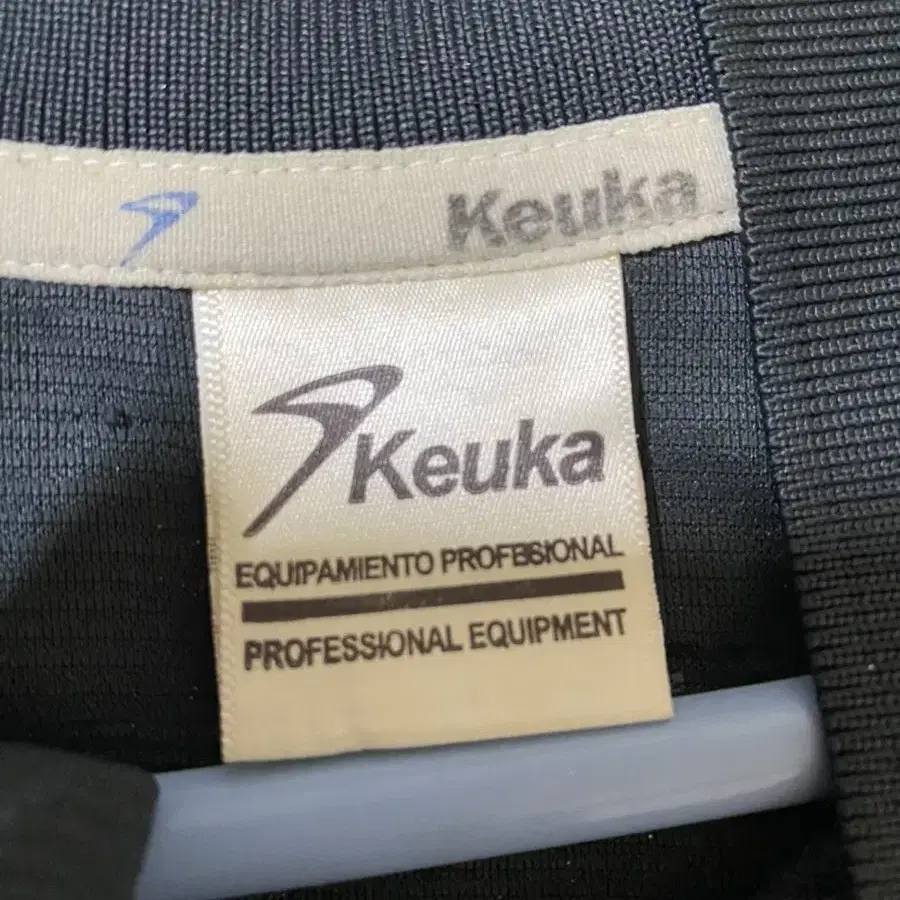 Keuka
Keuka
EQUIPAMIENTO PROFESIONAL
PROFESSIONAL EQUIPMENT